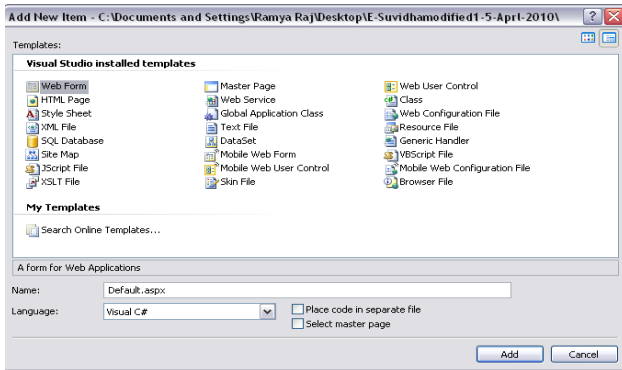 Add New Item - C:\Documents and Settings\Ramya Raj\Desktop\E-Suvidhamodified1-5-Aprl-2010\
Templates:
Visual Studio installed templates
Web Form Master Page Web User Control
HTML Page Web Service Class
Style Sheet Global Application Class Web Configuration File
XML File Text File Resource File
SQL Database DataSet Generic Handler
Site Map Mobile Web Form VBScript File
JScript File Mobile Web User Control Mobile Web Configuration File
XSLT File Skin File Browser File
My Templates
Search Online Templates...
A form for Web Applications
Name: Default.aspx
Language: Visual C# Place code in separate file
Select master page
Add Cancel